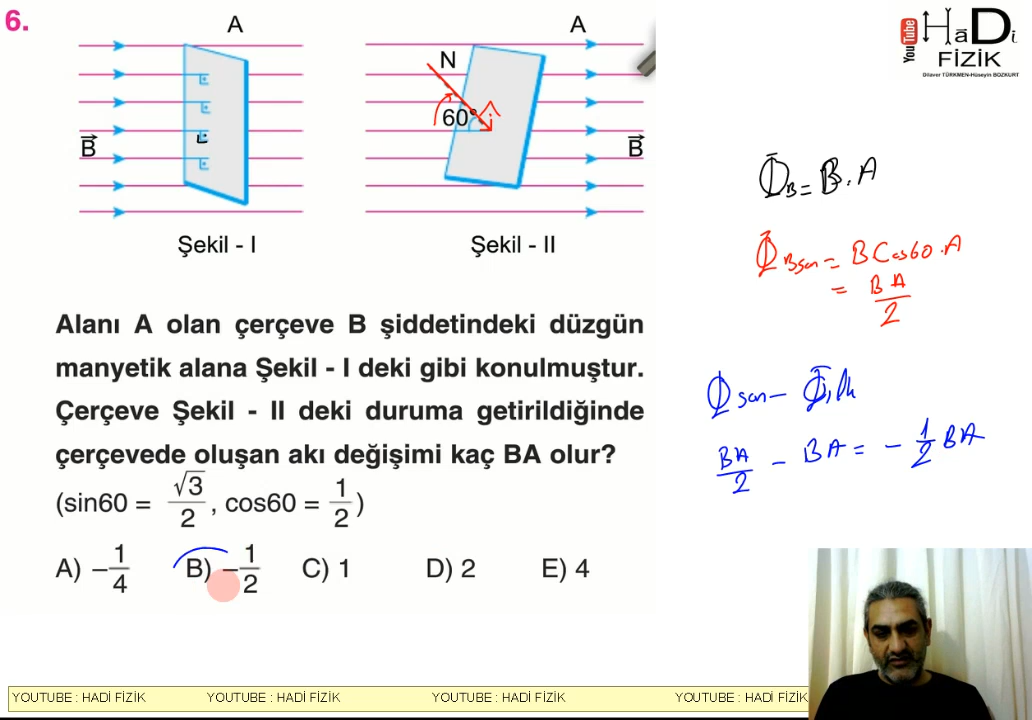 6.
A
B
Şekil - I
A
N
60°
B
Şekil - II
YouTube
HāDi
FİZİK
Dilaver TÜRKMEN-Hüseyin BOZKURT
Φ_B = B.A
Φ_Bson = BCos60.A
= BA/2
Φson - Φilk
BA/2 - BA = - 1/2 BA
Alanı A olan çerçeve B şiddetindeki düzgün
manyetik alana Şekil - I deki gibi konulmuştur.
Çerçeve Şekil - II deki duruma getirildiğinde
çerçevede oluşan akı değişimi kaç BA olur?
(sin60 = √3/2 , cos60 = 1/2)
A) -1/4 B) -1/2 C) 1 D) 2 E) 4
YOUTUBE : HADİ FİZİK YOUTUBE : HADİ FİZİK YOUTUBE : HADİ FİZİK YOUTUBE : HADİ FİZİK